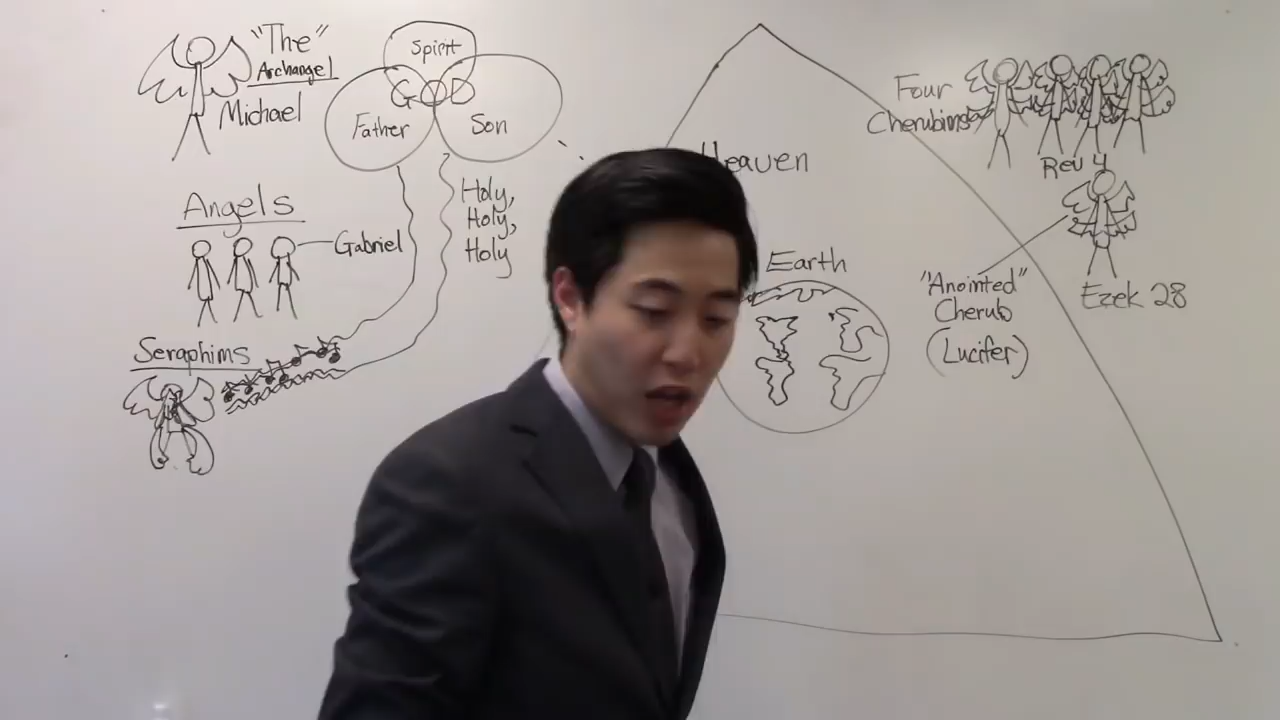 "The"
Archangel
Michael
Spirit
GOD
Father
Son
Holy,
Holy,
Holy
Angels
Gabriel
Seraphims
Heaven
Earth
Four
Cherubims
Rev 4
"Anointed"
Cherub
(Lucifer)
Ezek 28